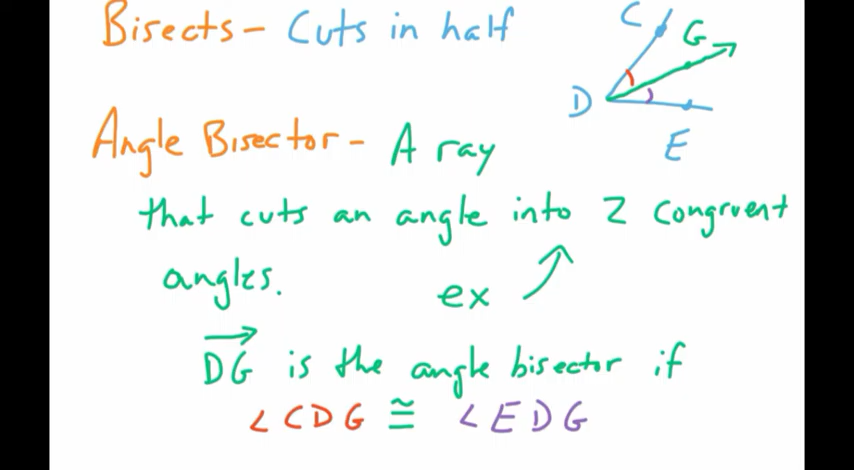 Bisects - Cuts in half
C
G
D
E
Angle Bisector - A ray
that cuts an angle into 2 congruent
angles.
ex
DG is the angle bisector if
∠CDG ≅ ∠EDG